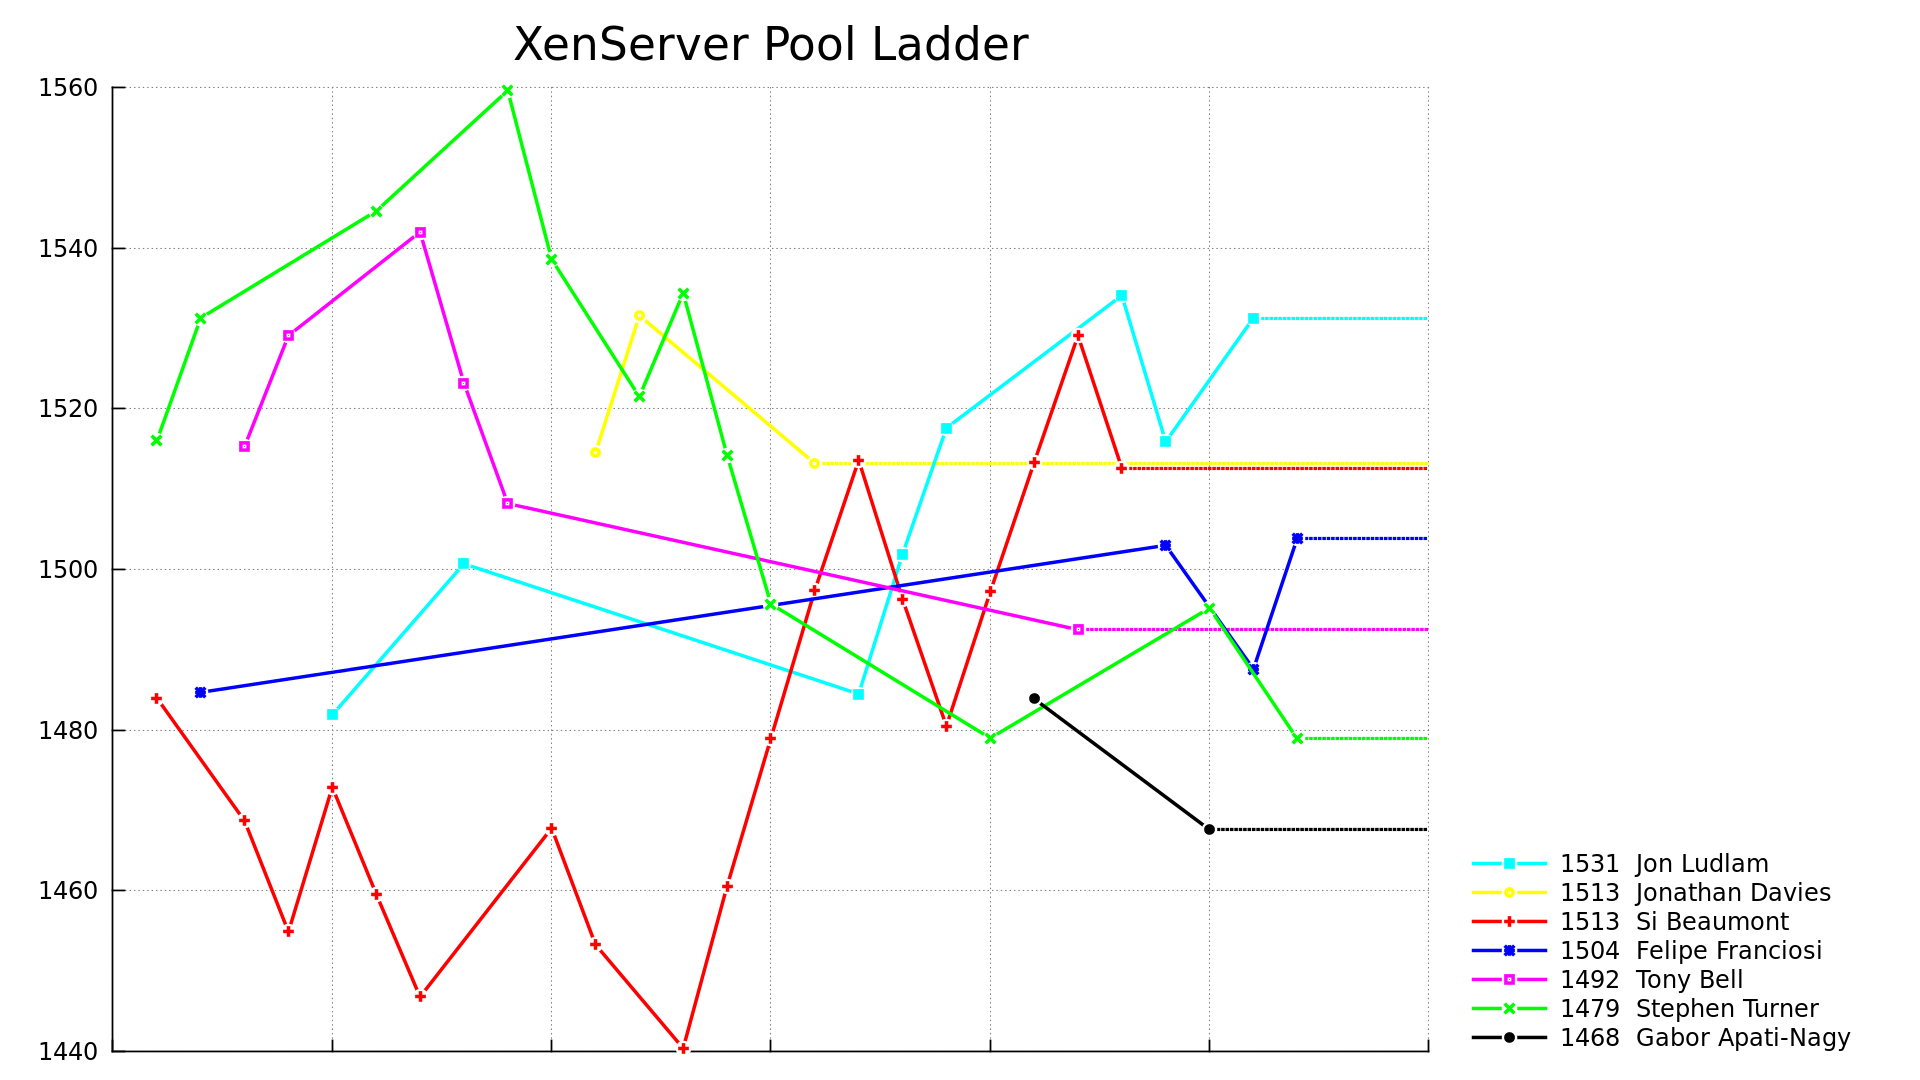 XenServer Pool Ladder
1560
1540
1520
1500
1480
1460
1440
1531 Jon Ludlam
1513 Jonathan Davies
1513 Si Beaumont
1504 Felipe Franciosi
1492 Tony Bell
1479 Stephen Turner
1468 Gabor Apati-Nagy